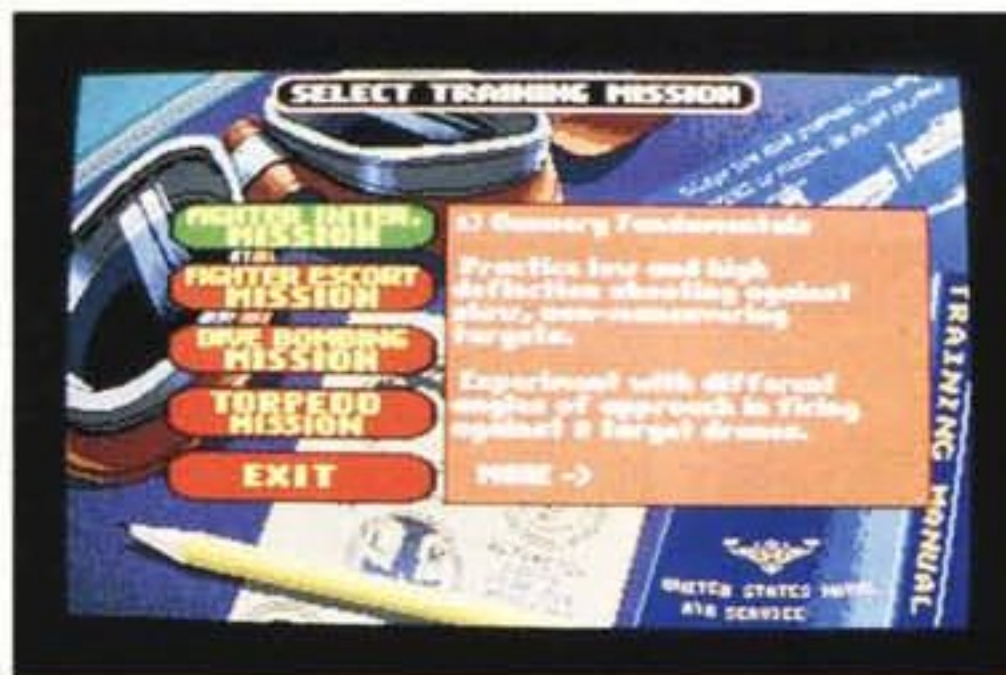 SELECT TRAINING MISSION
FIGHTER INTER.
MISSION
FIGHTER ESCORT
MISSION
DIVE BOMBING
MISSION
TORPEDO
MISSION
EXIT
Gunnery Fundamentals
Practice low and high
deflection shooting against
slow, non-maneuvering
targets.
Experiment with different
angles of approach in firing
against target drones.
MORE ->
TRAINING MANUAL
UNITED STATES NAVAL
AIR SERVICE